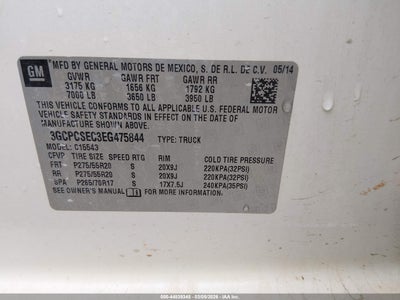 GM
MFD BY GENERAL MOTORS DE MEXICO, S. DE R.L. DE C.V. 05/14
GVWR GAWR FRT GAWR RR
3175 KG 1656 KG 1792 KG
7000 LB 3650 LB 3950 LB
THIS VEHICLE CONFORMS TO ALL APPLICABLE U.S. FEDERAL MOTOR
VEHICLE SAFETY, BUMPER, AND THEFT PREVENTION
STANDARDS IN EFFECT ON THE DATE OF
MANUFACTURE SHOWN ABOVE.
3GCPCSEC3EG475844 TYPE: TRUCK
MODEL: C15543
TIRE SIZE SPEED RTG RIM COLD TIRE PRESSURE
FRT P275/55R20 S 20X9J 220KPA(32PSI)
RR P275/55R20 S 20X9J 220KPA(32PSI)
SPA P265/70R17 S 17X7.5J 240KPA(35PSI)
SEE OWNER'S MANUAL FOR MORE INFORMATION.